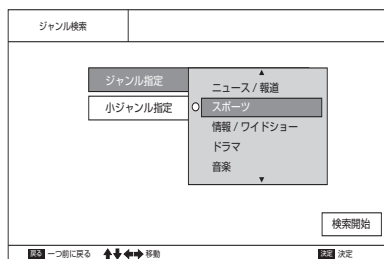 ジャンル検索
ジャンル指定
小ジャンル指定
ニュース / 報道
スポーツ
情報 / ワイドショー
ドラマ
音楽
検索開始
戻る 一つ前に戻る 移動 決定 決定